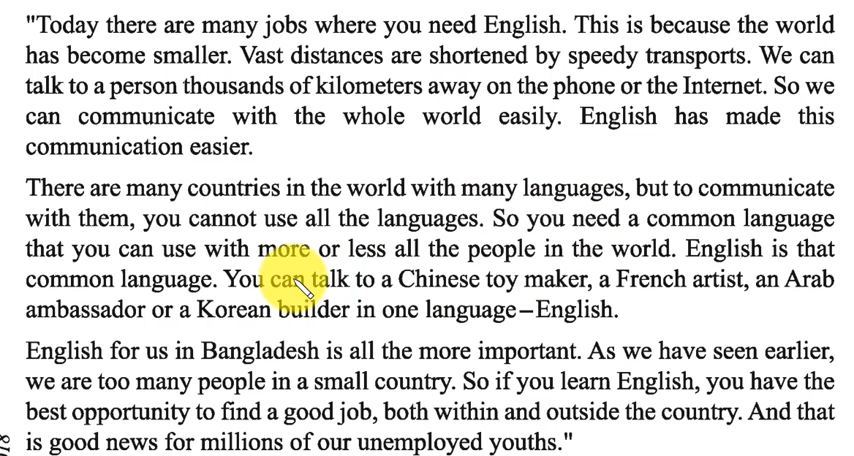 "Today there are many jobs where you need English. This is because the world
has become smaller. Vast distances are shortened by speedy transports. We can
talk to a person thousands of kilometers away on the phone or the Internet. So we
can communicate with the whole world easily. English has made this
communication easier.
There are many countries in the world with many languages, but to communicate
with them, you cannot use all the languages. So you need a common language
that you can use with more or less all the people in the world. English is that
common language. You can talk to a Chinese toy maker, a French artist, an Arab
ambassador or a Korean builder in one language–English.
English for us in Bangladesh is all the more important. As we have seen earlier,
we are too many people in a small country. So if you learn English, you have the
best opportunity to find a good job, both within and outside the country. And that
is good news for millions of our unemployed youths."